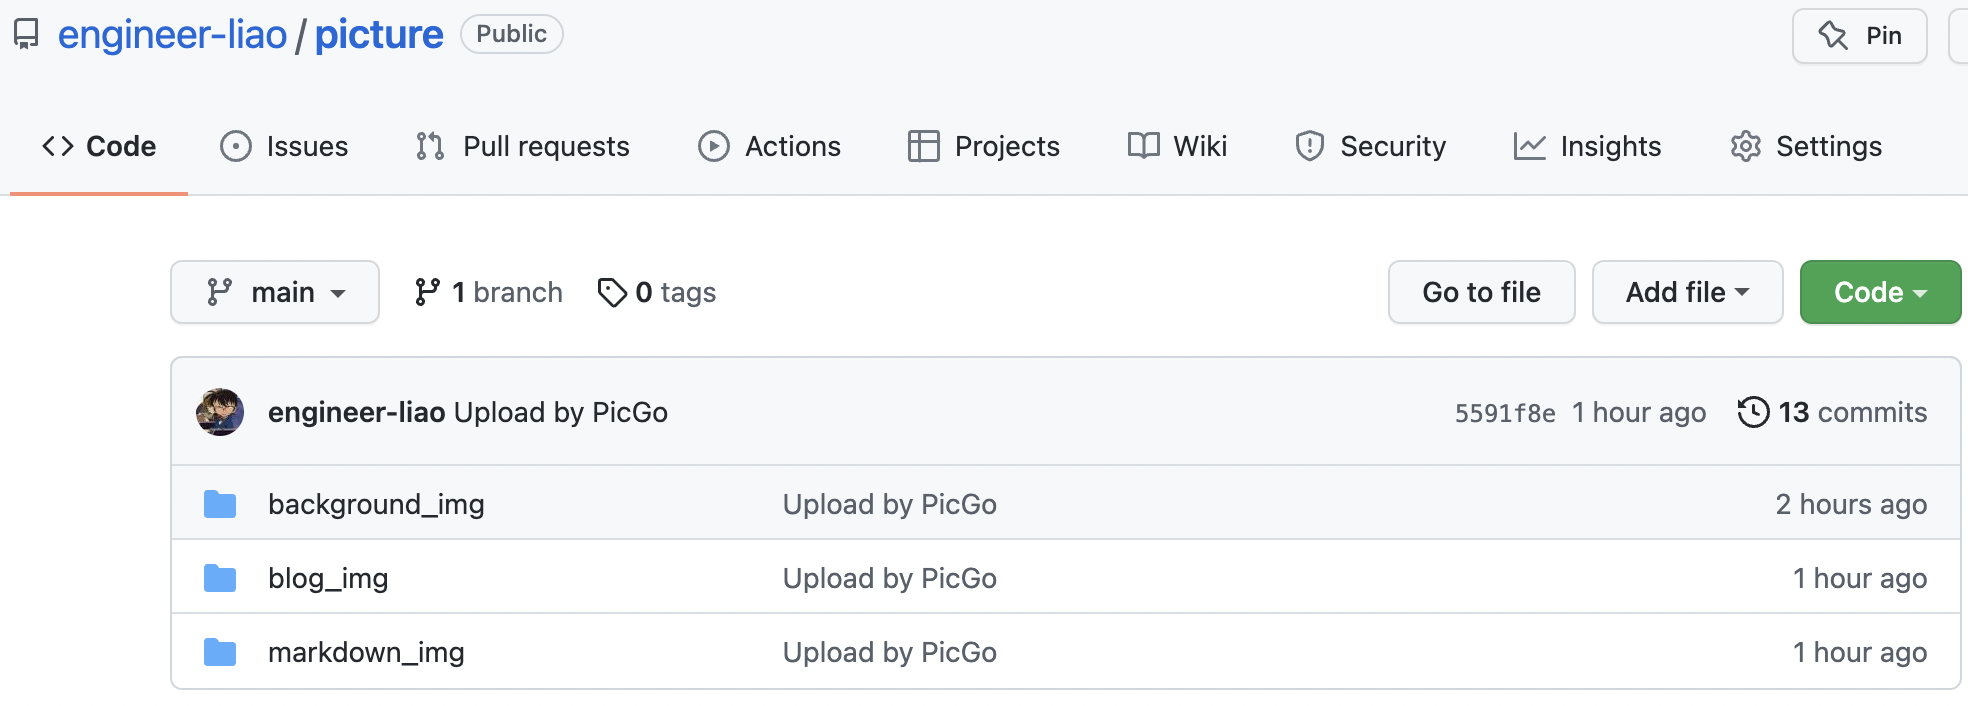 engineer-liao / picture Public Pin
Code Issues Pull requests Actions Projects Wiki Security Insights Settings
main 1 branch 0 tags Go to file Add file Code
engineer-liao Upload by PicGo 5591f8e 1 hour ago 13 commits
background_img Upload by PicGo 2 hours ago
blog_img Upload by PicGo 1 hour ago
markdown_img Upload by PicGo 1 hour ago